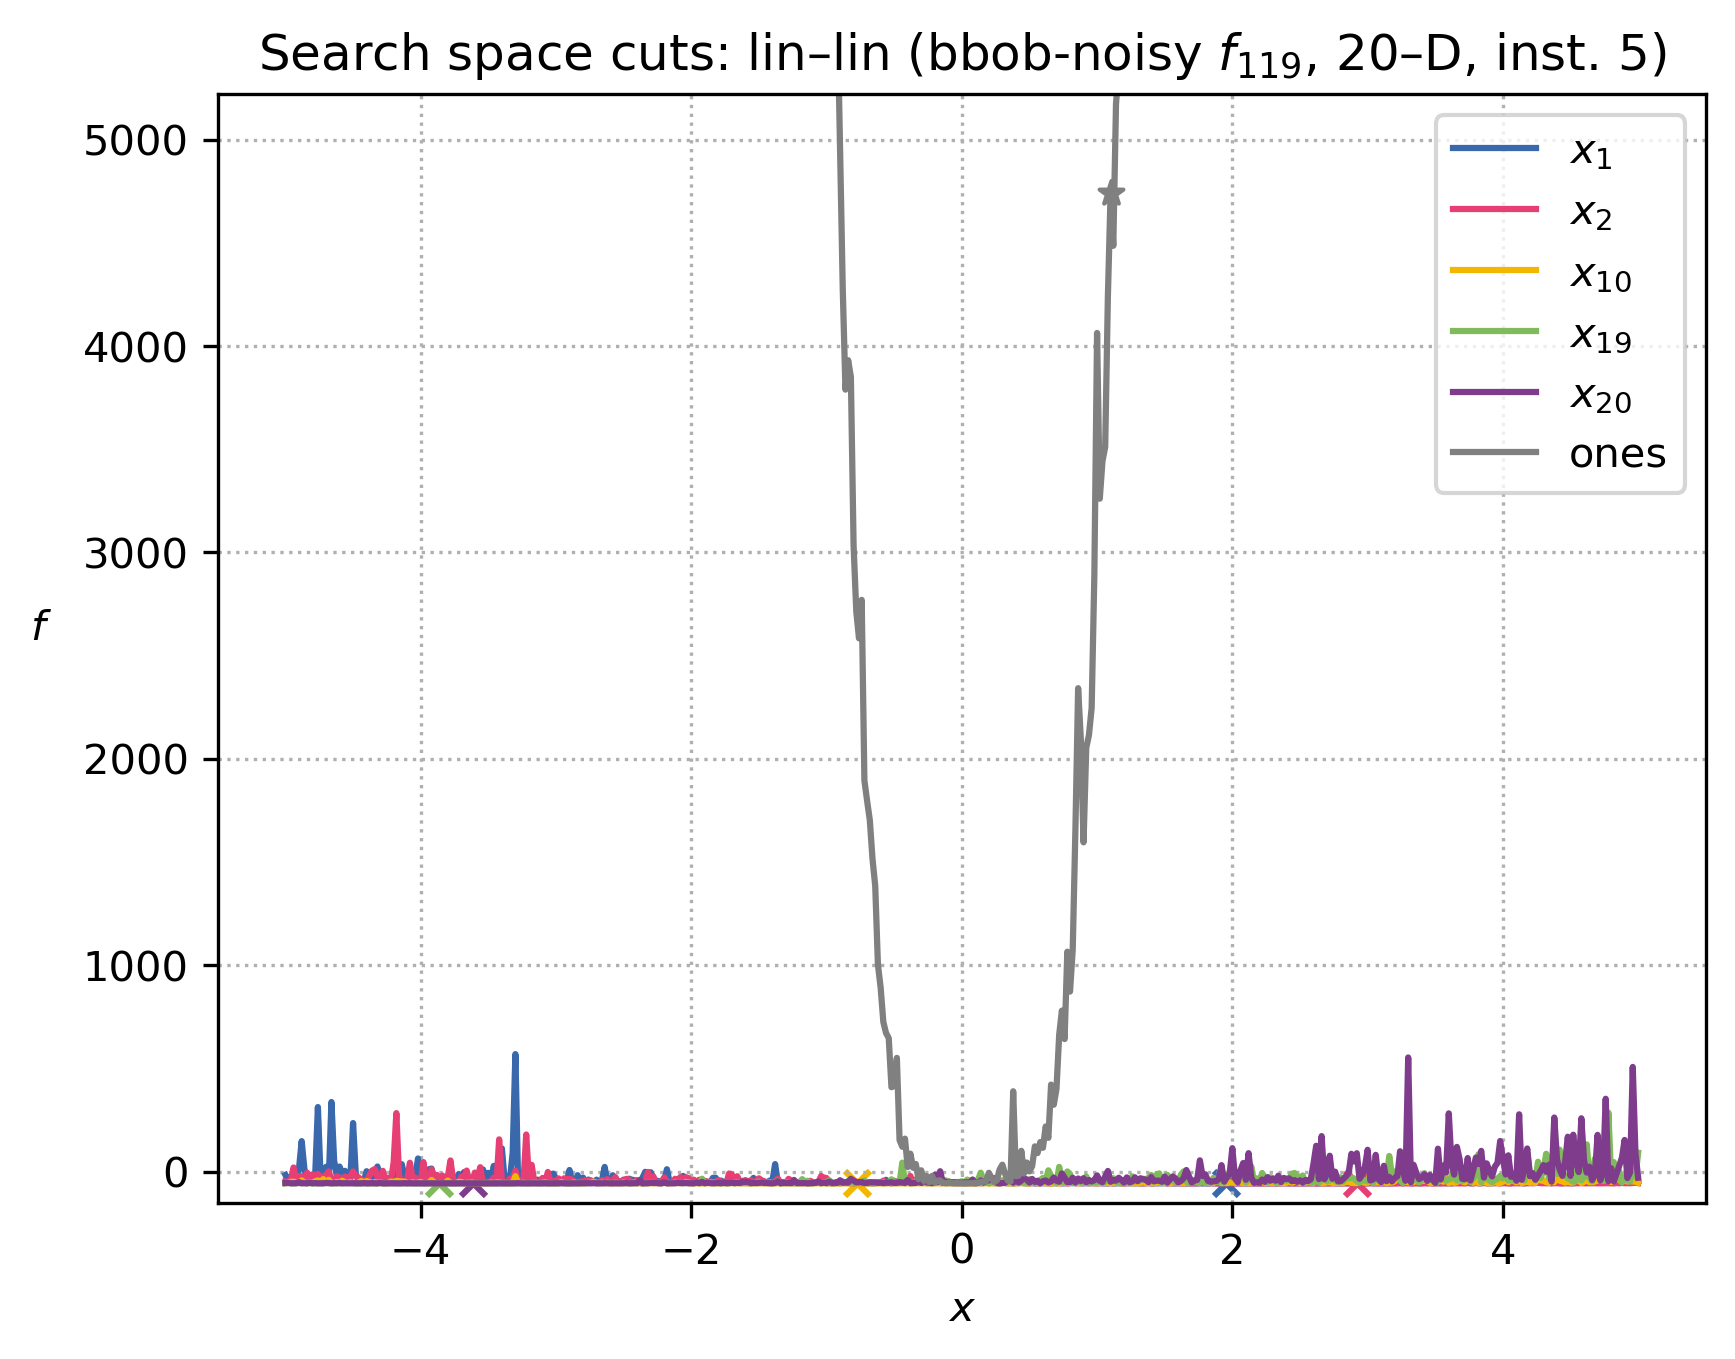 Search space cuts: lin–lin (bbob-noisy f₁₁₉, 20–D, inst. 5)
5000
4000
3000
2000
1000
0
f
−4
−2
0
2
4
x
x₁
x₂
x₁₀
x₁₉
x₂₀
ones